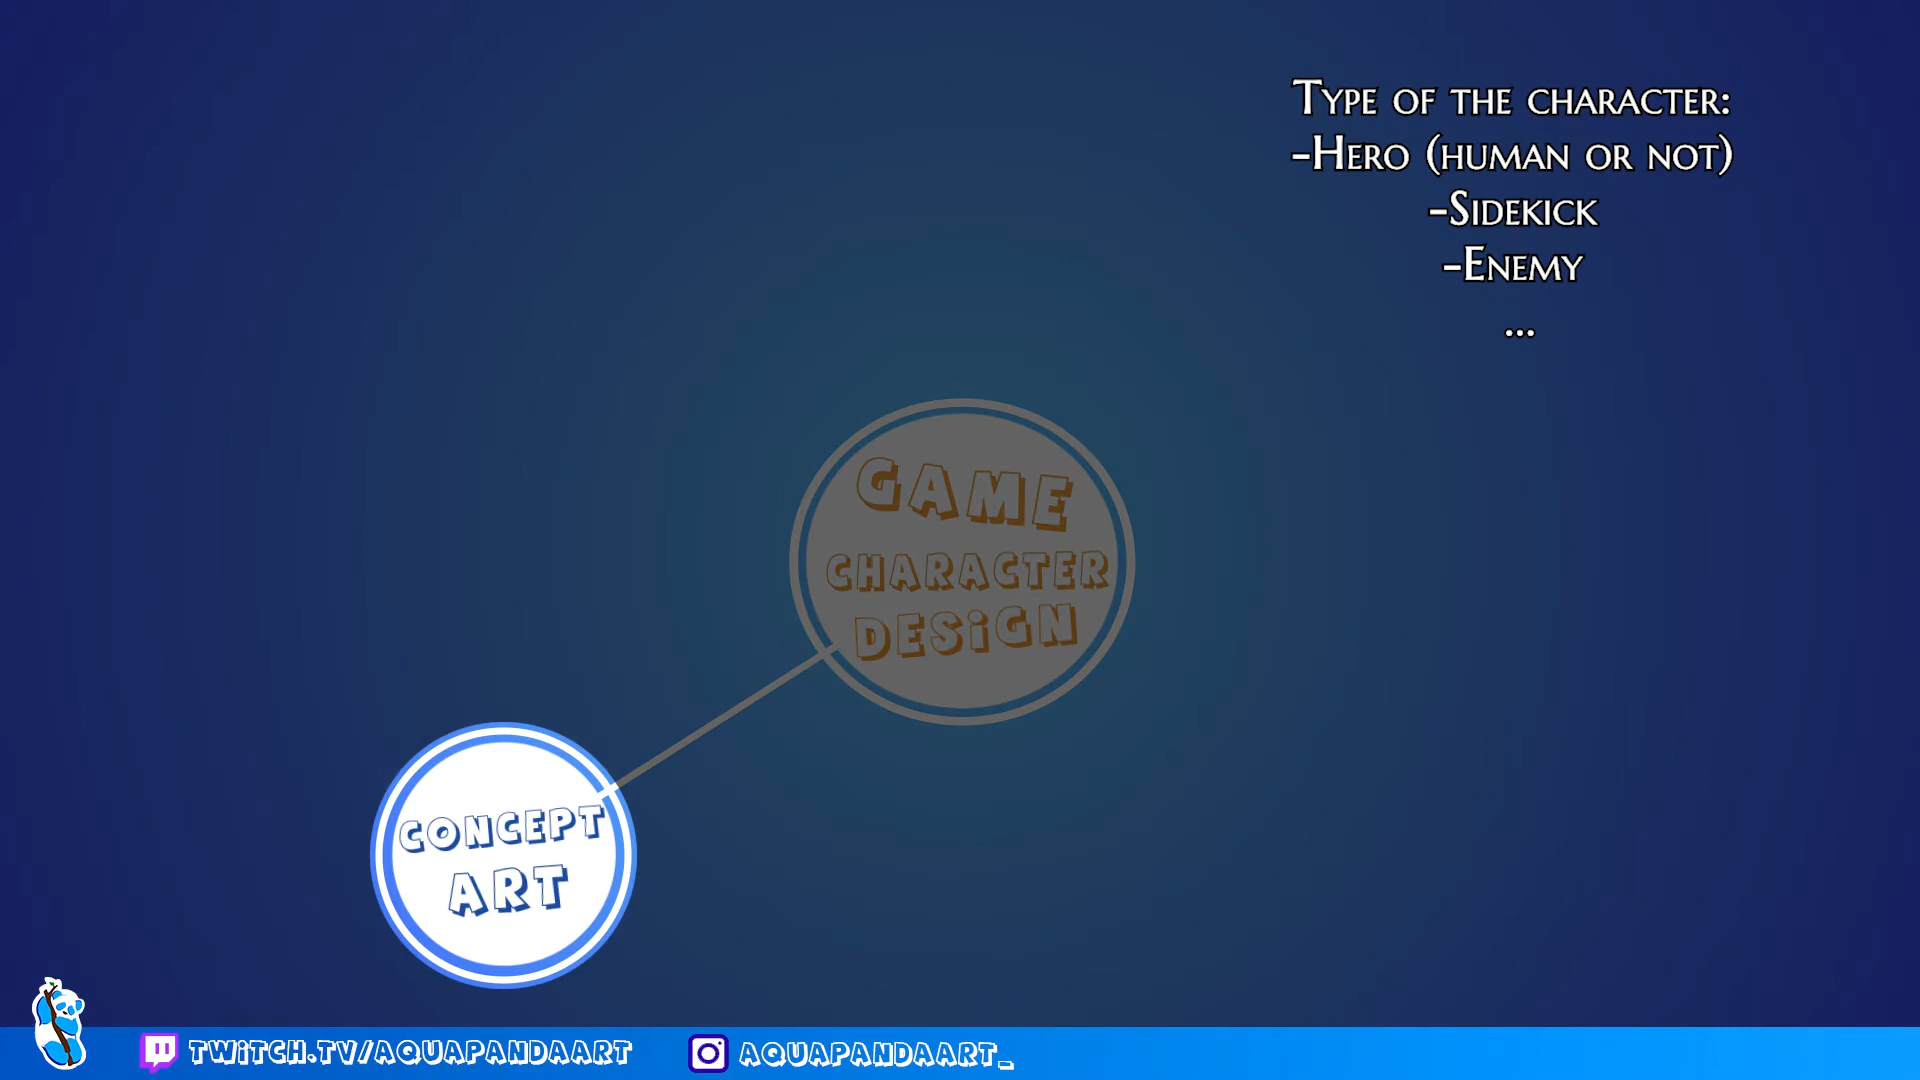 Type of the character:
-Hero (human or not)
-Sidekick
-Enemy
...
GAME
CHARACTER
DESiGN
CONCEPT
ART
TWiTCH.TV/AQUAPANDAART
AQUAPANDAART_